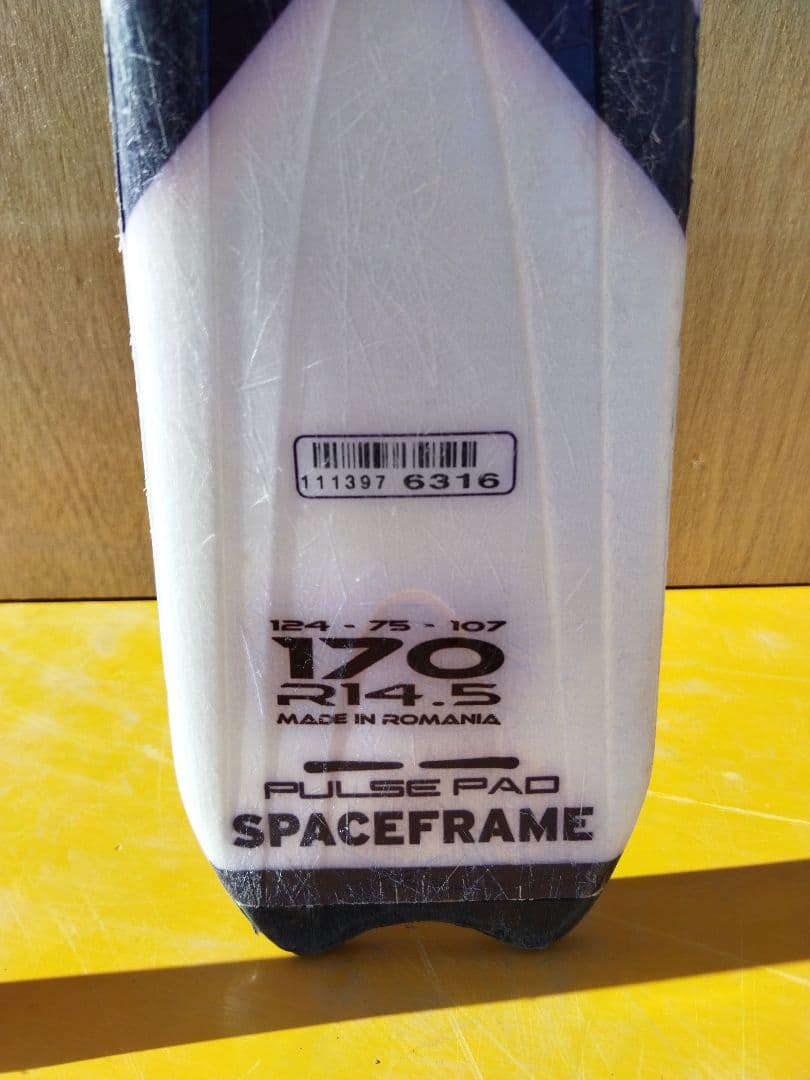 111397 6316
124 - 75 - 107
170
R14.5
MADE IN ROMANIA
PULSE PAD
SPACEFRAME